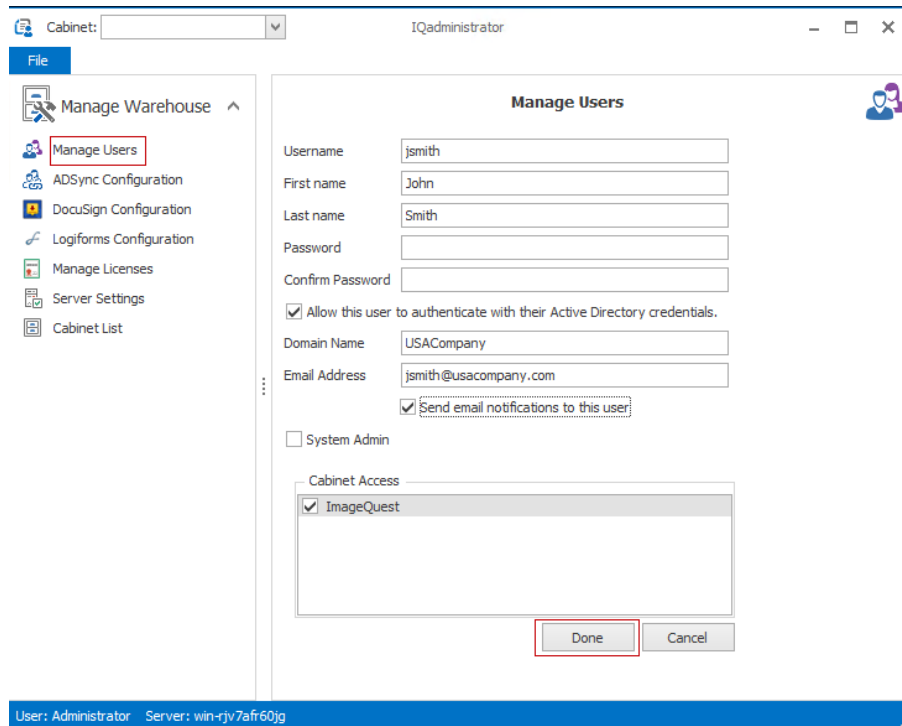 Cabinet:
IQadministrator
File
Manage Warehouse
Manage Users
ADSync Configuration
DocuSign Configuration
Logiforms Configuration
Manage Licenses
Server Settings
Cabinet List
Manage Users
Username jsmith
First name John
Last name Smith
Password
Confirm Password
Allow this user to authenticate with their Active Directory credentials.
Domain Name USACompany
Email Address jsmith@usacompany.com
Send email notifications to this user
System Admin
Cabinet Access
ImageQuest
Done Cancel
User: Administrator Server: win-rjv7afr60jg